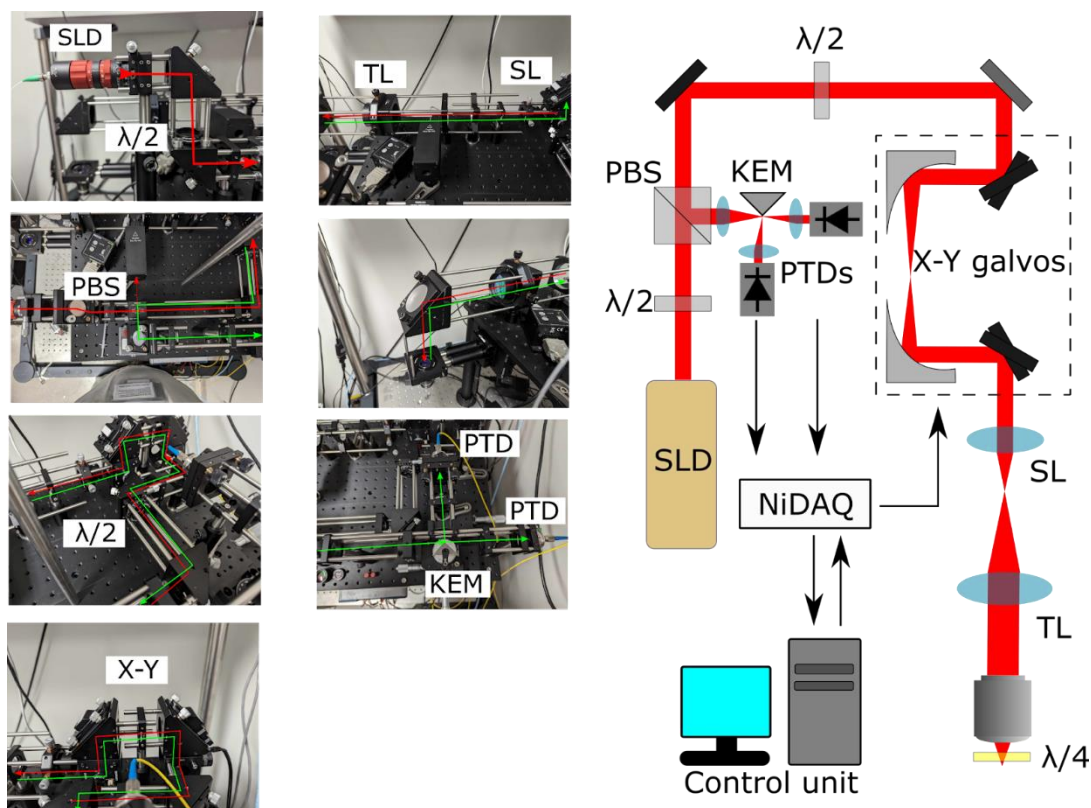 SLD
λ/2
PBS
λ/2
X-Y
TL
SL
PTD
PTD
KEM
λ/2
PBS
KEM
PTDs
λ/2
X-Y galvos
SLD
NiDAQ
SL
TL
λ/4
Control unit